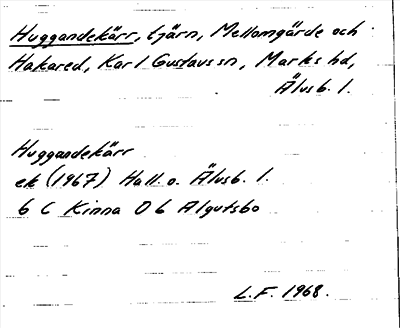 Huggandekärr, tjärn, Mellomgärde och
Hakared, Karl Gustavs sn, Marks hd,
Älvsb. l.
Huggandekärr
ek (1967) Hall. o. Älvsb. l.
6 C Kinna 0 b Algutsbo
L.F. 1968.